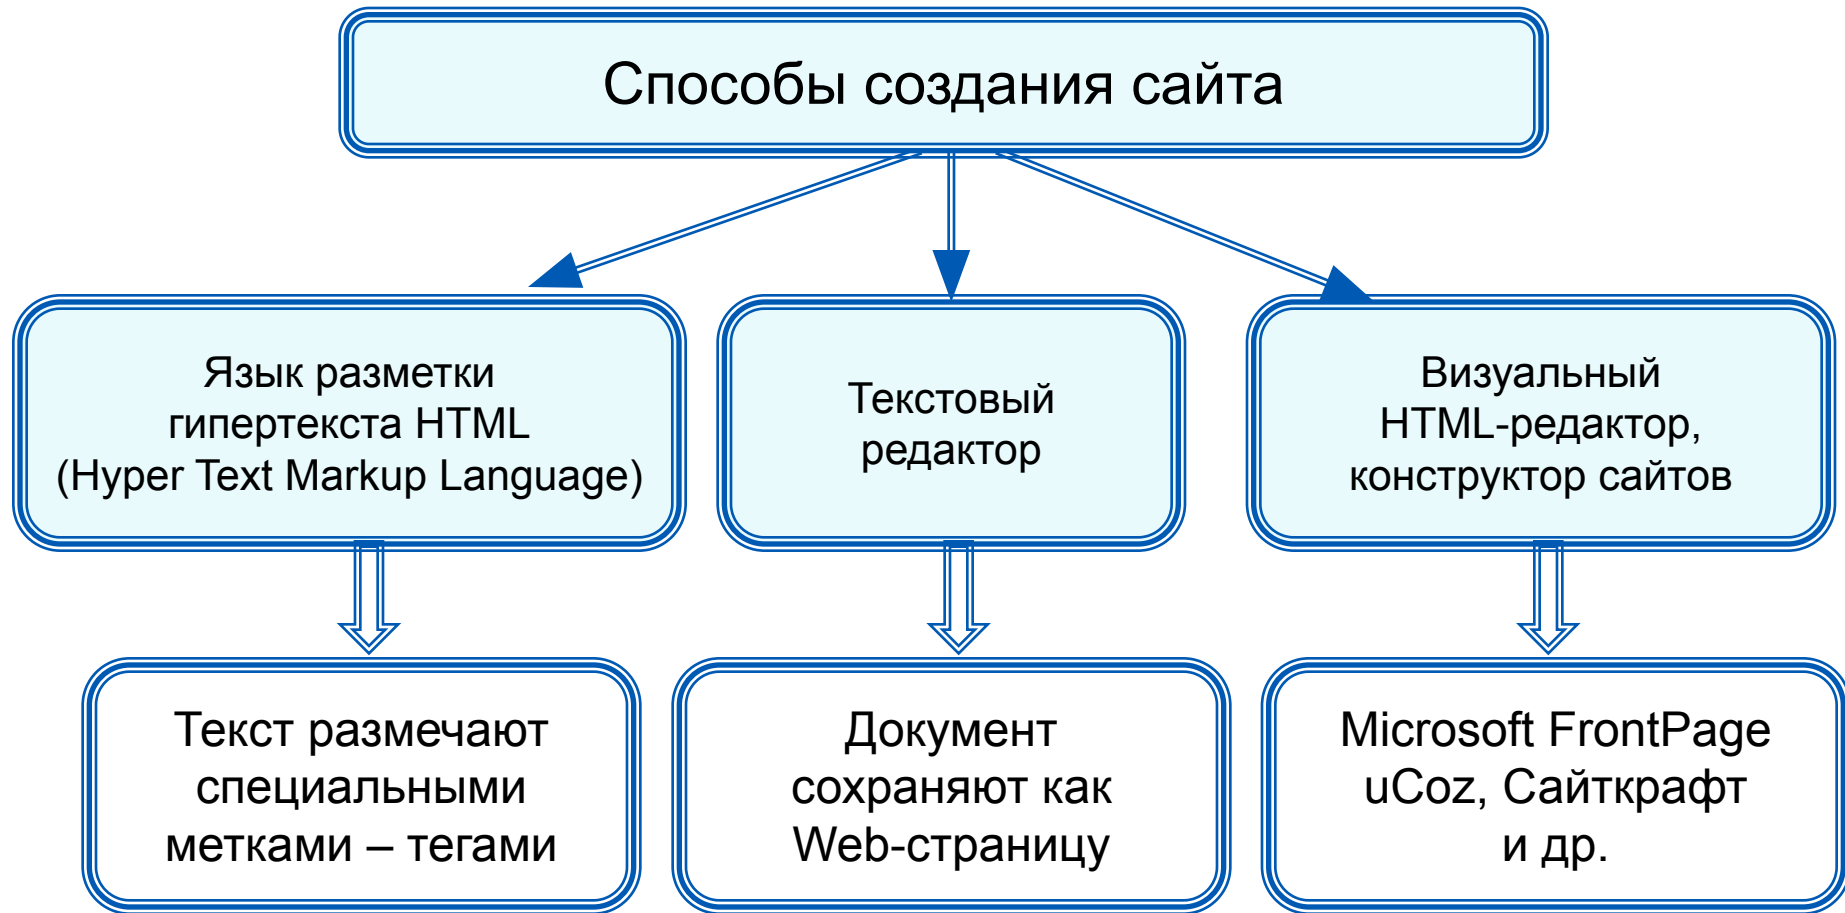 Способы создания сайта
Язык разметки
гипертекста HTML
(Hyper Text Markup Language)
Текстовый
редактор
Визуальный
HTML-редактор,
конструктор сайтов
Текст размечают
специальными
метками – тегами
Документ
сохраняют как
Web-страницу
Microsoft FrontPage
uCoz, Сайткрафт
и др.